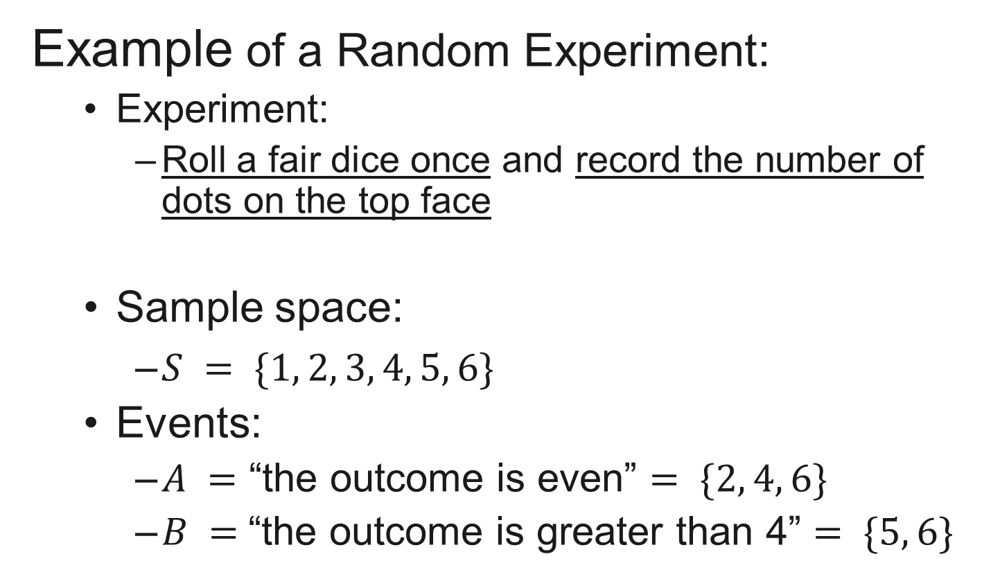 Example of a Random Experiment:
• Experiment:
– Roll a fair dice once and record the number of
dots on the top face
• Sample space:
– S = {1, 2, 3, 4, 5, 6}
• Events:
– A = “the outcome is even” = {2, 4, 6}
– B = “the outcome is greater than 4” = {5, 6}